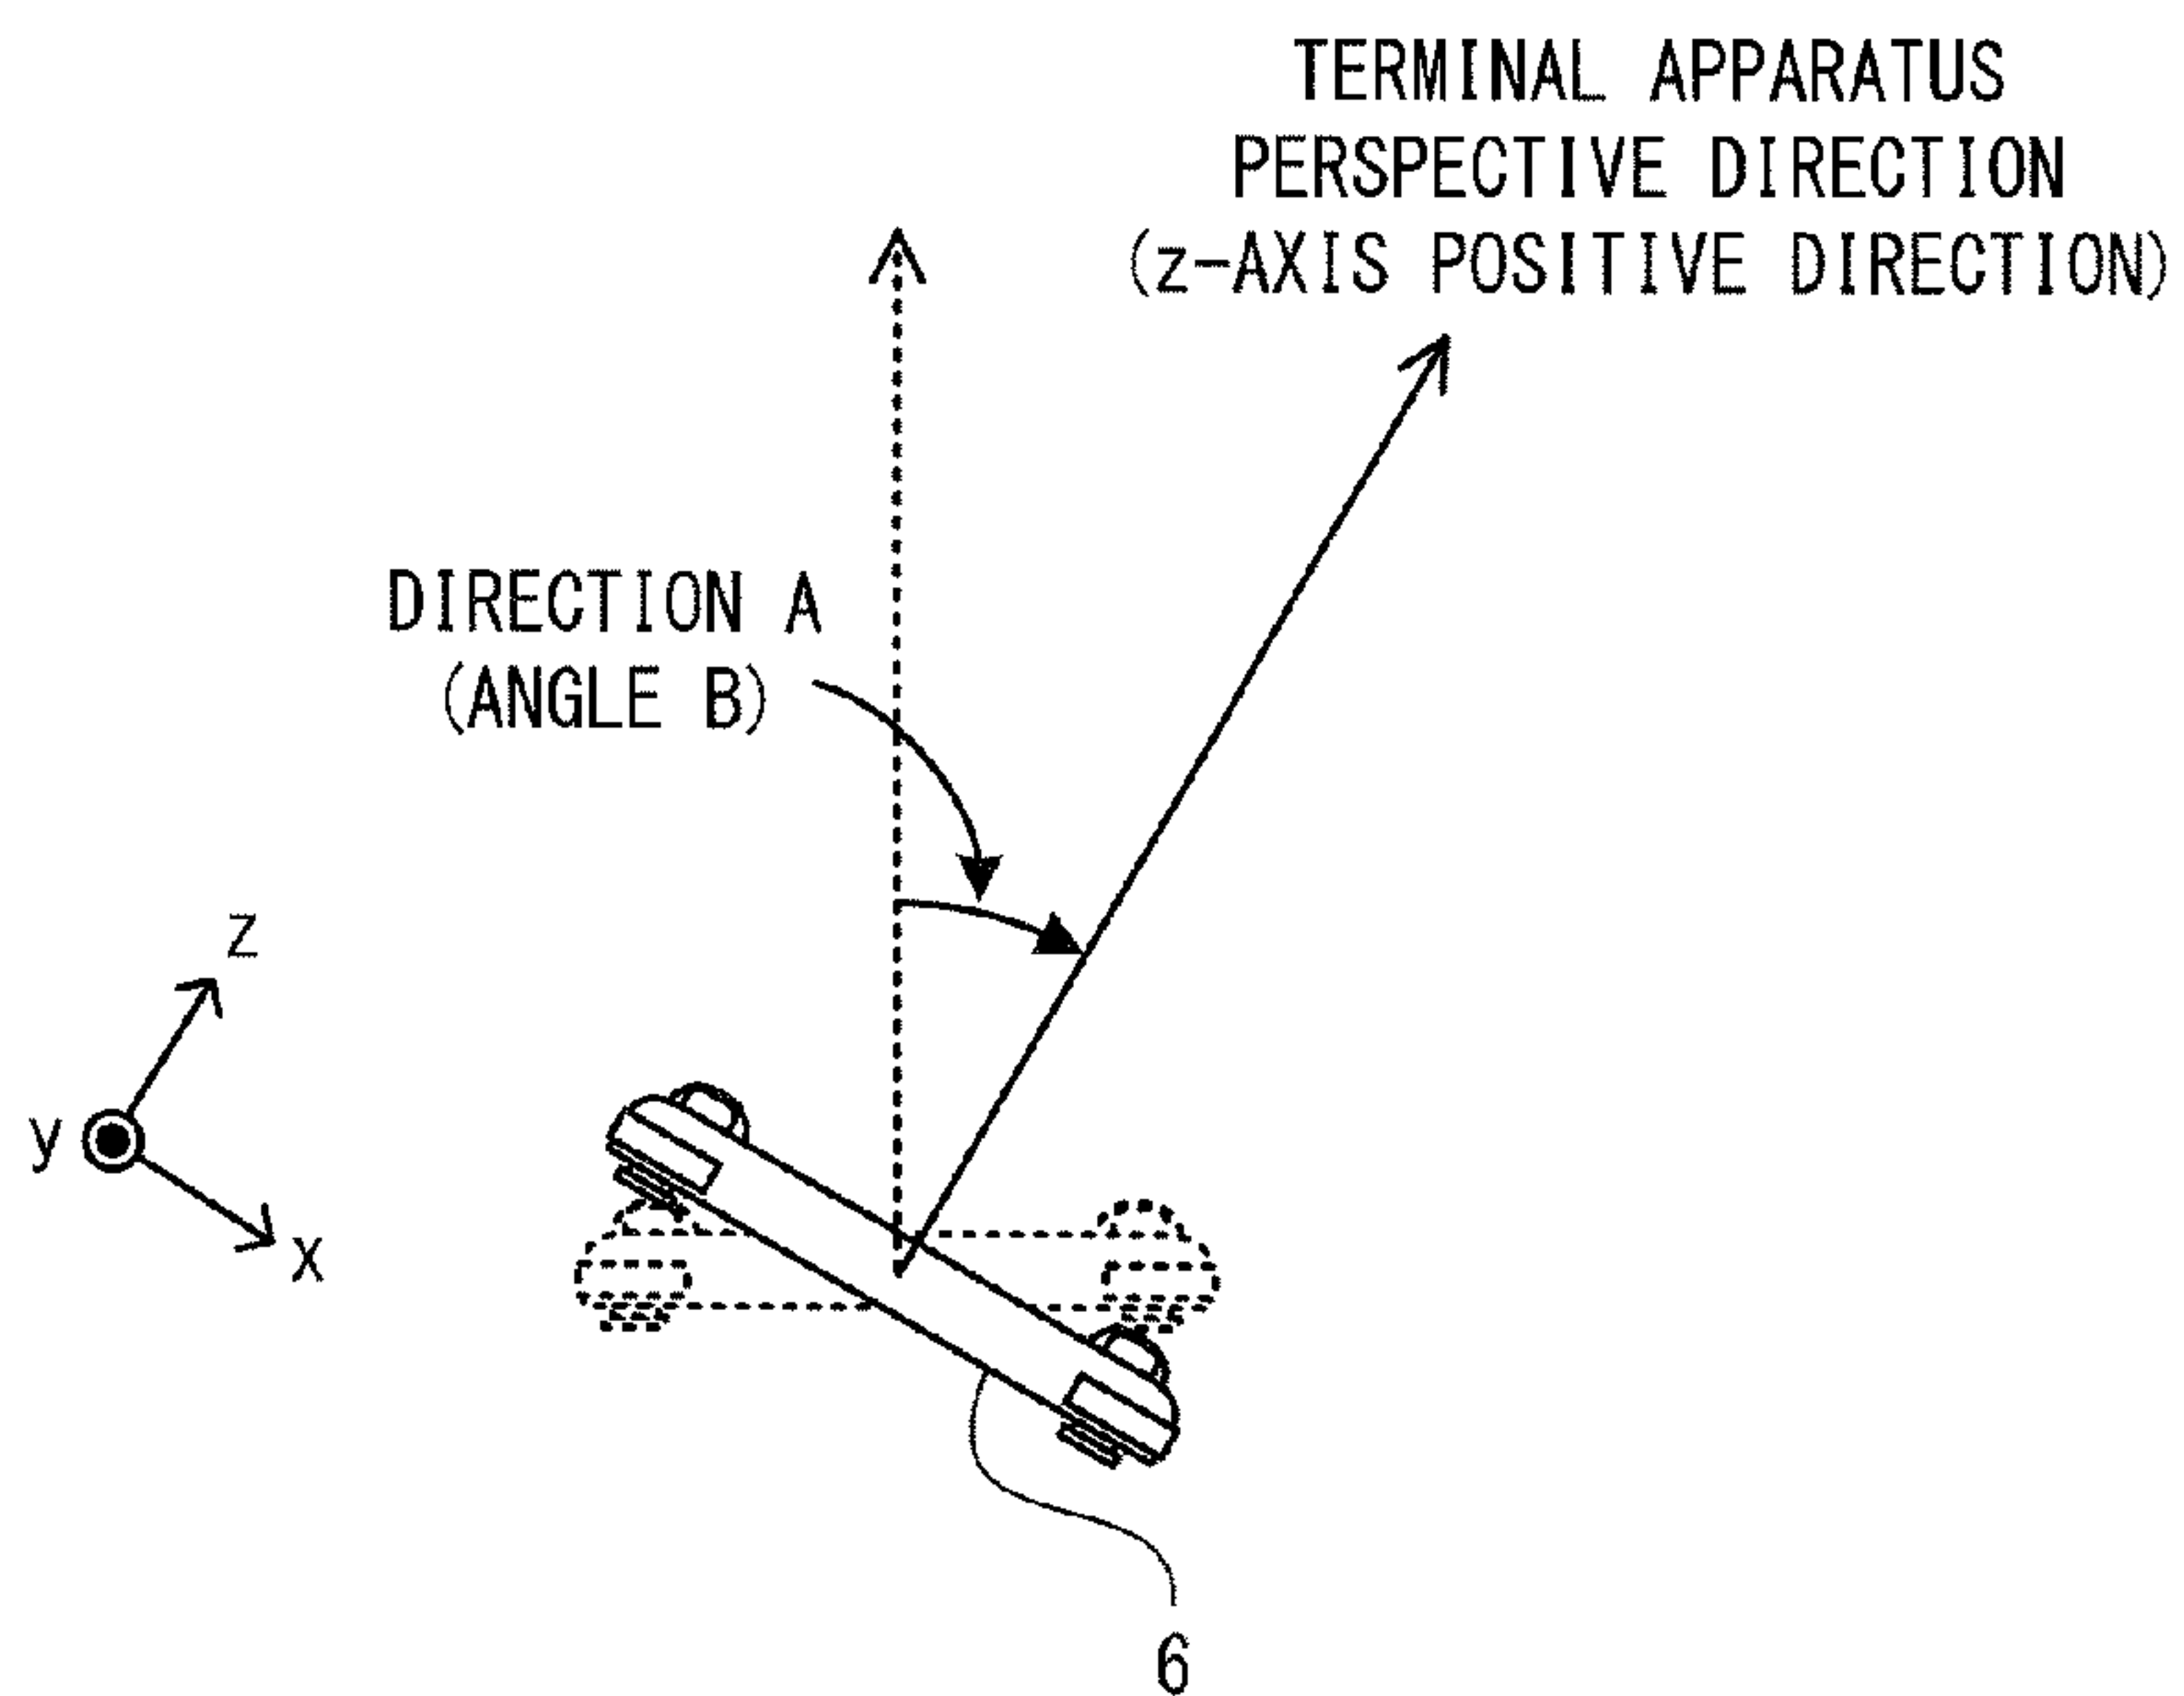 TERMINAL APPARATUS
PERSPECTIVE DIRECTION
(z-AXIS POSITIVE DIRECTION)
DIRECTION A
(ANGLE B)
z
y
x
6